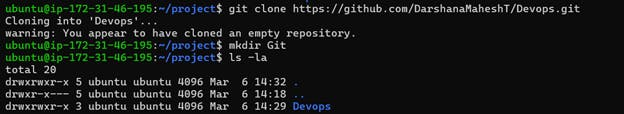 ubuntu@ip-172-31-46-195:~/project$ git clone https://github.com/DarshanaMaheshT/Devops.git
Cloning into 'Devops'...
warning: You appear to have cloned an empty repository.
ubuntu@ip-172-31-46-195:~/project$ mkdir Git
ubuntu@ip-172-31-46-195:~/project$ ls -la
total 20
drwxrwxr-x 5 ubuntu ubuntu 4096 Mar  6 14:32 .
drwxr-x--- 5 ubuntu ubuntu 4096 Mar  6 14:18 ..
drwxrwxr-x 3 ubuntu ubuntu 4096 Mar  6 14:29 Devops